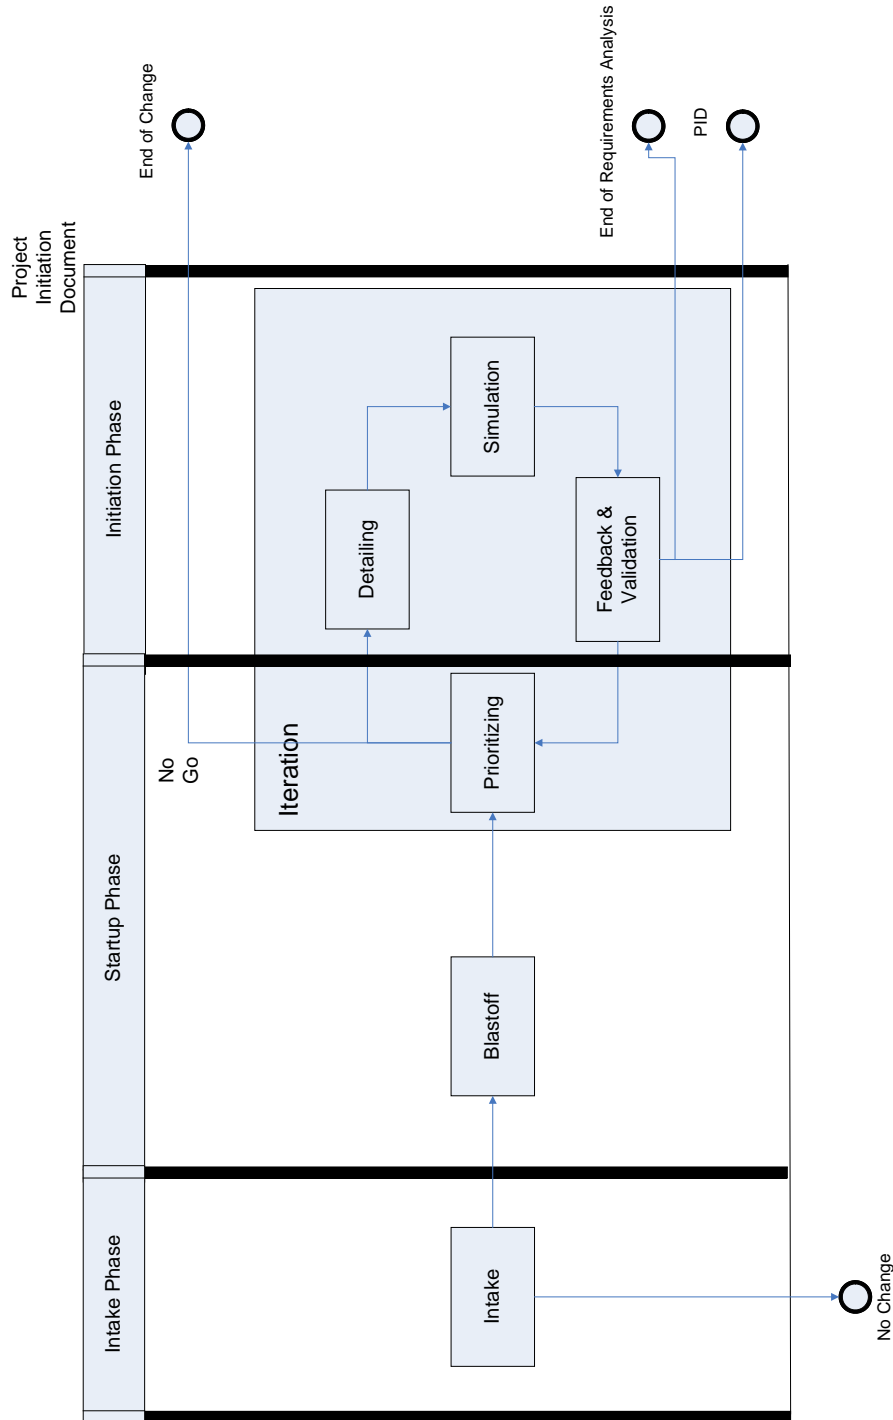 Project
Initiation
Document
Intake Phase
Startup Phase
Initiation Phase
End of Change
No
Go
Iteration
Detailing
Intake
Blastoff
Prioritizing
Simulation
Feedback &
Validation
End of Requirements Analysis
PID
No Change